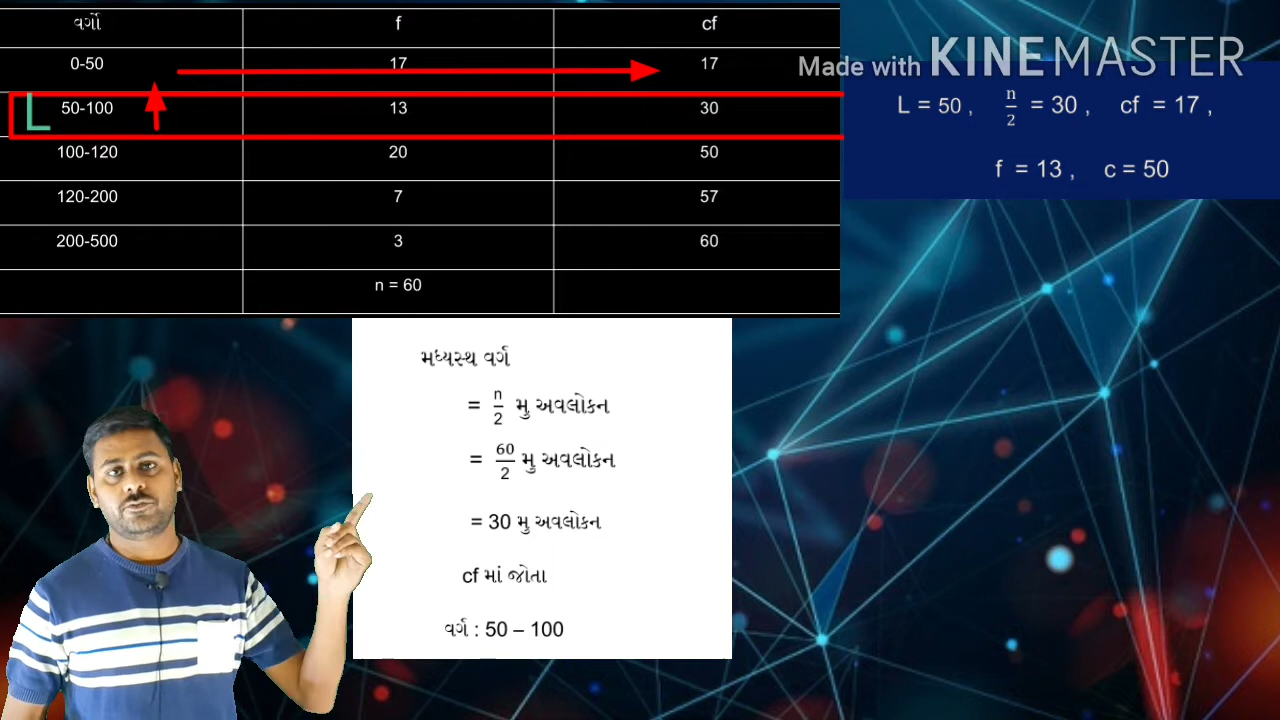 વર્ગો f cf
0-50 17 17
L 50-100 13 30
100-120 20 50
120-200 7 57
200-500 3 60
n = 60
Made with KINEMASTER
L = 50 , n/2 = 30 , cf = 17 ,
f = 13 , c = 50
મધ્યસ્થ વર્ગ
= n/2 મુ અવલોકન
= 60/2 મુ અવલોકન
= 30 મુ અવલોકન
cf માં જોતા
વર્ગ : 50 – 100